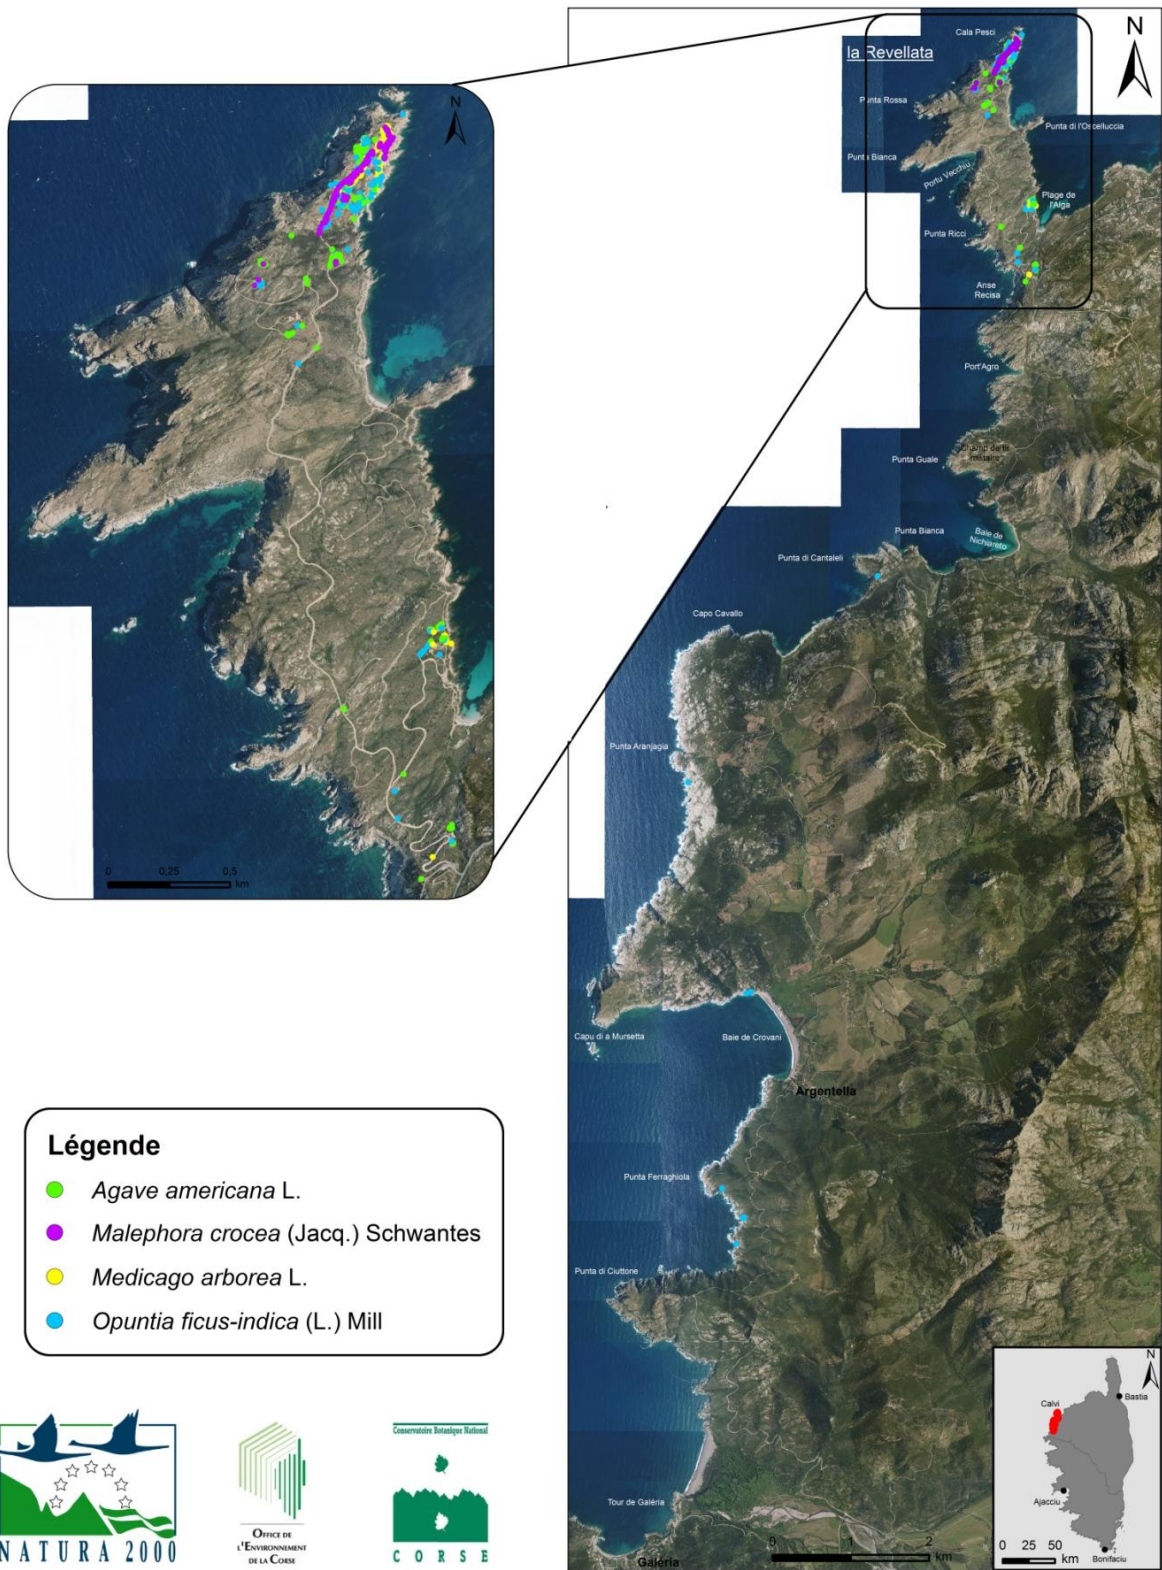 N
0
0,25
0,5
km
N
Cala Pesci
la Revellata
Punta Rossa
Punta di l'Oscelluccia
Punta Bianca
Portu Vecchiu
Plage de
l'Alga
Punta Ricci
Anse
Recisa
Port'Agro
Punta Guale
Champ de tir
Punta Bianca
Baie de
Nichiareto
Punta di Cantaleli
Capo Cavallo
Punta Aranjagia
Capu di a Mursetta
Baie de Crovani
Argentella
Punta Ferraghiola
Punta di Ciuttone
Tour de Galéria
Galéria
0
1
2
km
Légende
Agave americana L.
Malephora crocea (Jacq.) Schwantes
Medicago arborea L.
Opuntia ficus-indica (L.) Mill
NATURA 2000
OFFICE DE
L'ENVIRONNEMENT
DE LA CORSE
Conservatoire Botanique National
CORSE
N
Bastia
Calvi
Ajacciu
0 25 50
km
Bonifaciu